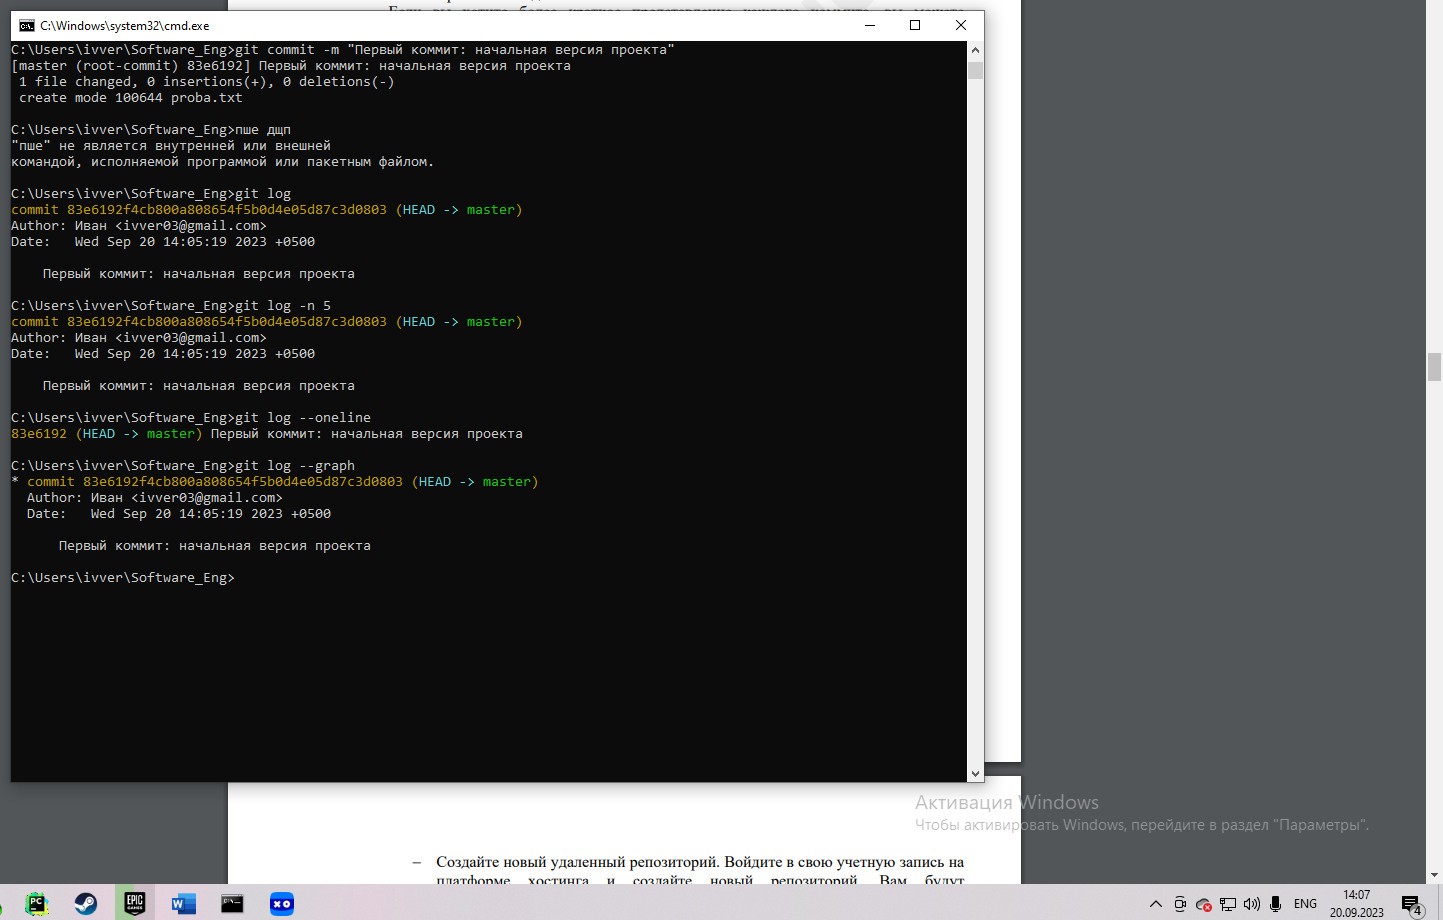 C:\Windows\system32\cmd.exe
C:\Users\ivver\Software_Eng>git commit -m "Первый коммит: начальная версия проекта"
[master (root-commit) 83e6192] Первый коммит: начальная версия проекта
 1 file changed, 0 insertions(+), 0 deletions(-)
 create mode 100644 proba.txt
C:\Users\ivver\Software_Eng>пше дщп
"пше" не является внутренней или внешней
командой, исполняемой программой или пакетным файлом.
C:\Users\ivver\Software_Eng>git log
commit 83e6192f4cb800a808654f5b0d4e05d87c3d0803 (HEAD -> master)
Author: Иван <ivver03@gmail.com>
Date:   Wed Sep 20 14:05:19 2023 +0500
    Первый коммит: начальная версия проекта
C:\Users\ivver\Software_Eng>git log -n 5
commit 83e6192f4cb800a808654f5b0d4e05d87c3d0803 (HEAD -> master)
Author: Иван <ivver03@gmail.com>
Date:   Wed Sep 20 14:05:19 2023 +0500
    Первый коммит: начальная версия проекта
C:\Users\ivver\Software_Eng>git log --oneline
83e6192 (HEAD -> master) Первый коммит: начальная версия проекта
C:\Users\ivver\Software_Eng>git log --graph
* commit 83e6192f4cb800a808654f5b0d4e05d87c3d0803 (HEAD -> master)
  Author: Иван <ivver03@gmail.com>
  Date:   Wed Sep 20 14:05:19 2023 +0500
      Первый коммит: начальная версия проекта
C:\Users\ivver\Software_Eng>
Активация Windows
Чтобы активировать Windows, перейдите в раздел "Параметры".
– Создайте новый удаленный репозиторий. Войдите в свою учетную запись на
платформе хостинга и создайте новый репозиторий. Вам будут
PC
EPIC GAMES
W
C:\.
XO
ENG
14:07
20.09.2023
4